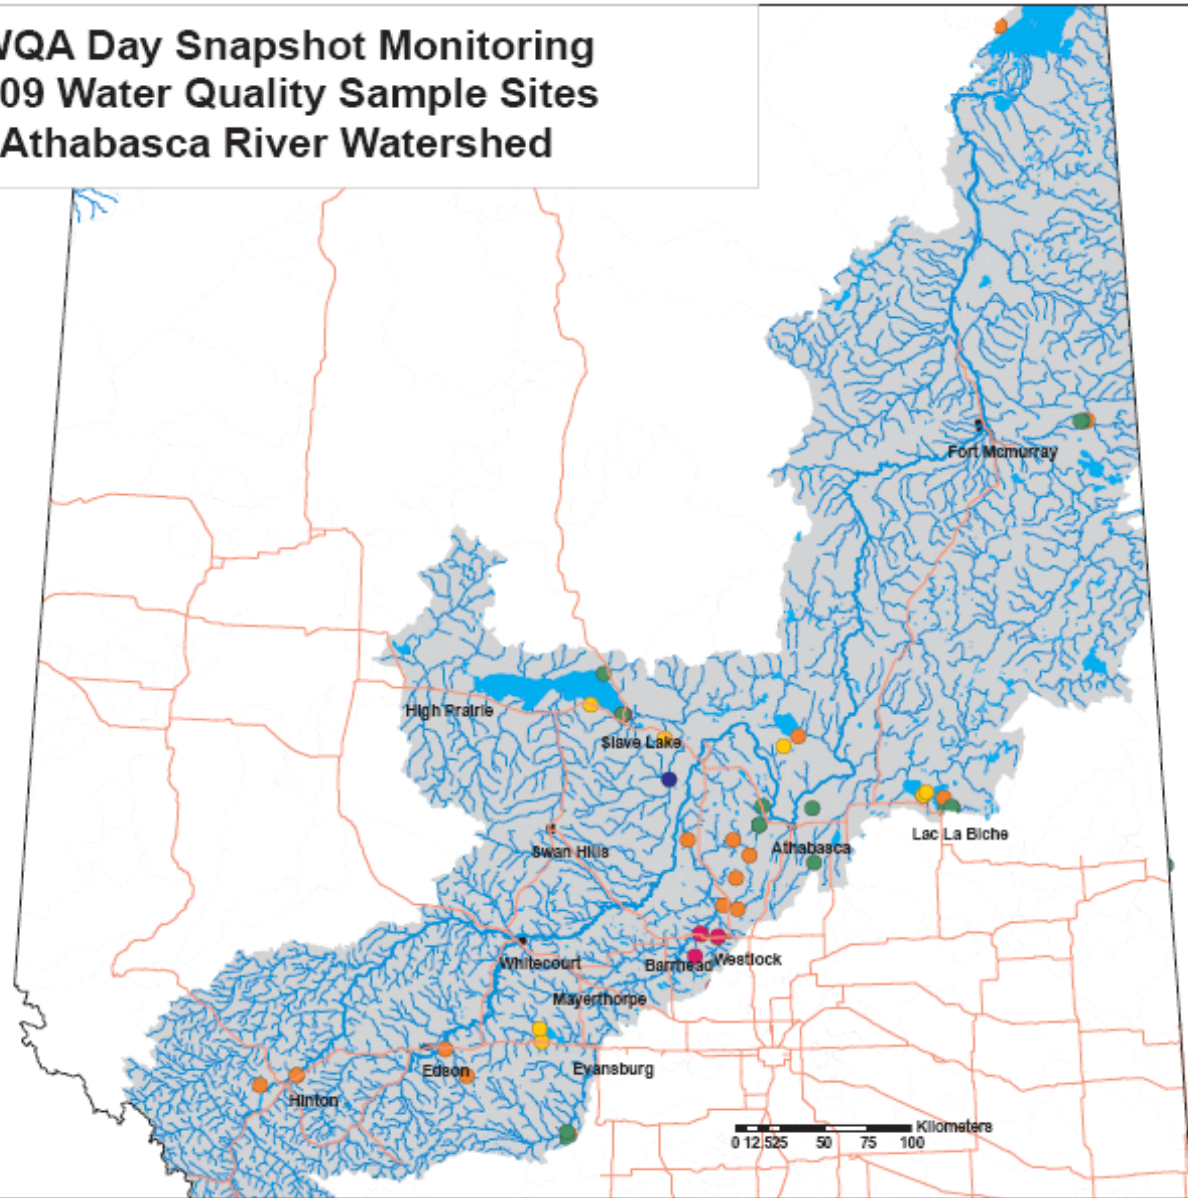 WQA Day Snapshot Monitoring
09 Water Quality Sample Sites
Athabasca River Watershed
Fort Mcmurray
High Prairie
Slave Lake
Lac La Biche
Athabasca
Swan Hills
Whitecourt
Barrhead
Westlock
Mayerthorpe
Evansburg
Edson
Hinton
Kilometers
0 12.525 50 75 100